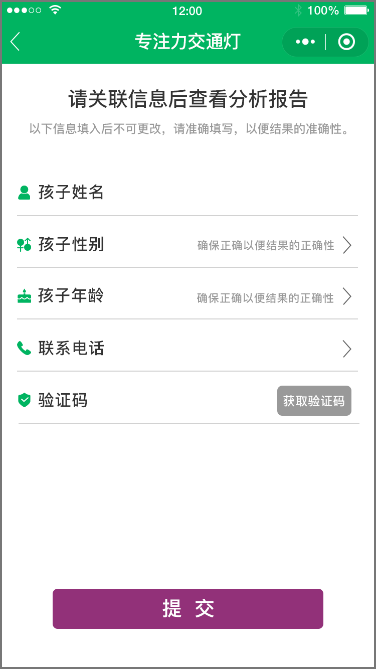 12:00
100%
专注力交通灯
请关联信息后查看分析报告
以下信息填入后不可更改，请准确填写，以便结果的准确性。
孩子姓名
孩子性别 确保正确以便结果的正确性
孩子年龄 确保正确以便结果的正确性
联系电话
验证码 获取验证码
提 交